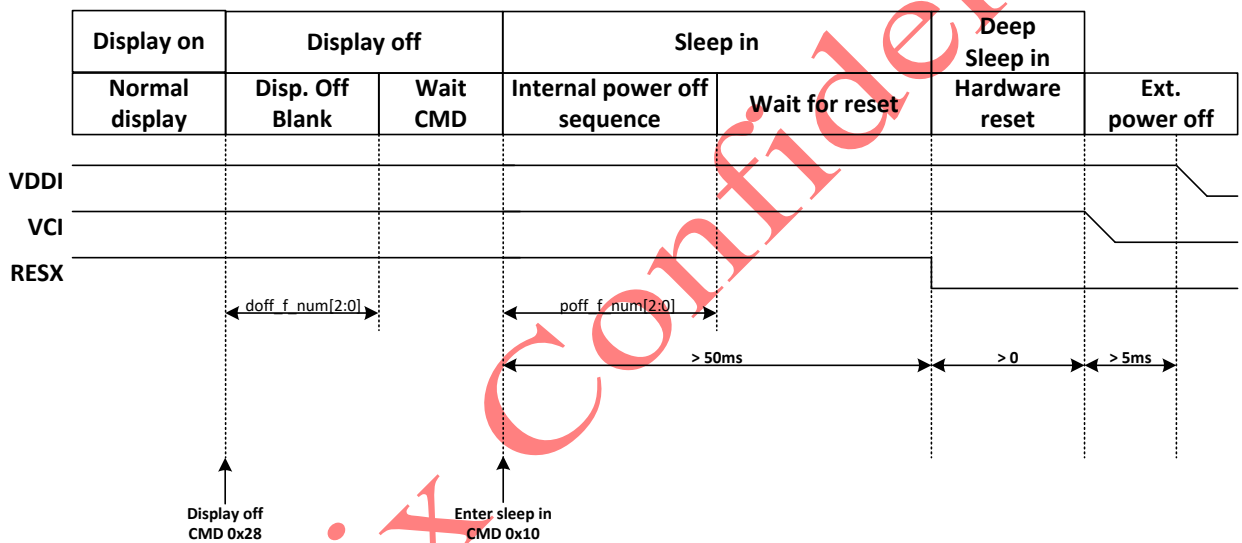 Display on
Display off
Sleep in
Deep
Sleep in
Normal
display
Disp. Off
Blank
Wait
CMD
Internal power off
sequence
Wait for reset
Hardware
reset
Ext.
power off
VDDI
VCI
RESX
doff_f_num[2:0]
poff_f_num[2:0]
> 50ms
> 0
> 5ms
Display off
CMD 0x28
Enter sleep in
CMD 0x10